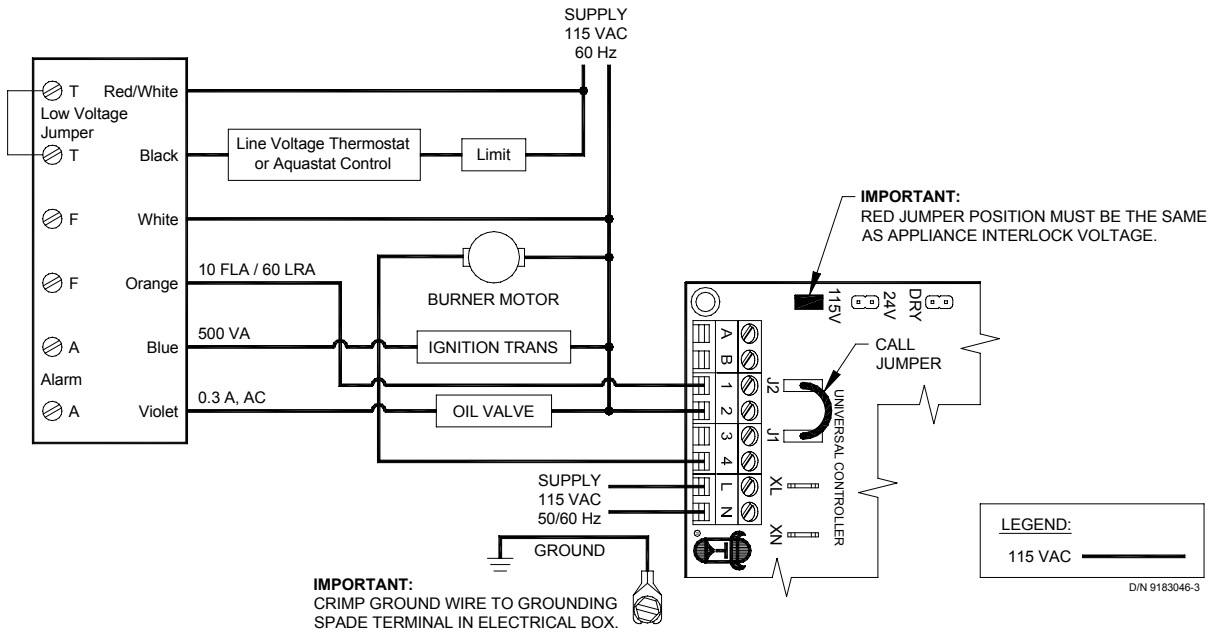 SUPPLY
115 VAC
60 Hz
T Red/White
Low Voltage
Jumper
T Black
Line Voltage Thermostat
or Aquastat Control
Limit
F White
F Orange
10 FLA / 60 LRA
BURNER MOTOR
A Blue
500 VA
IGNITION TRANS
Alarm
A Violet
0.3 A, AC
OIL VALVE
IMPORTANT:
RED JUMPER POSITION MUST BE THE SAME
AS APPLIANCE INTERLOCK VOLTAGE.
115V
24V
DRY
A
B
1
2
3
4
L
N
J2
J1
XL
XN
CALL
JUMPER
UNIVERSAL CONTROLLER
SUPPLY
115 VAC
50/60 Hz
GROUND
IMPORTANT:
CRIMP GROUND WIRE TO GROUNDING
SPADE TERMINAL IN ELECTRICAL BOX.
LEGEND:
115 VAC
D/N 9183046-3